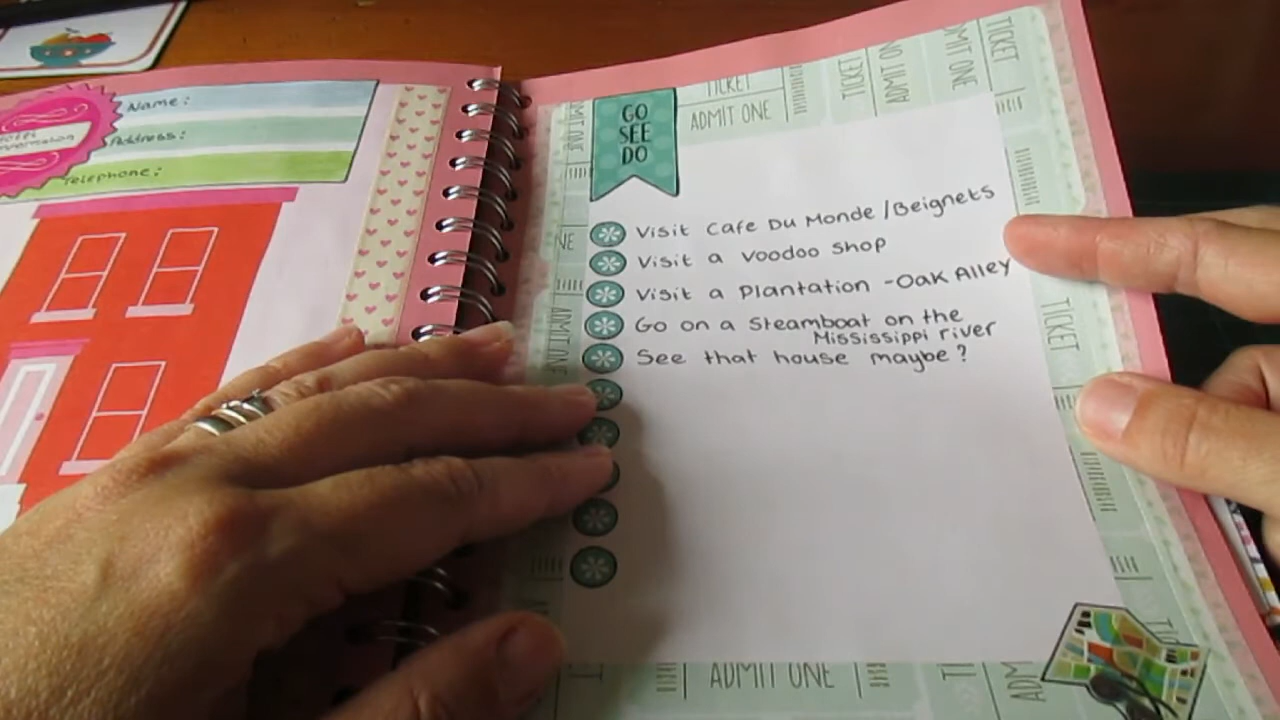 Name:
Address:
Telephone:
TICKET
ADMIT ONE
TICKET
ADMIT ONE
TICKET
GO
SEE
DO
Visit Cafe Du Monde/Beignets
Visit a Voodoo Shop
Visit a Plantation -Oak Alley
Go on a Steamboat on the
Mississippi river
See that house maybe?
ADMIT ONE
TICKET
ADMIT ONE